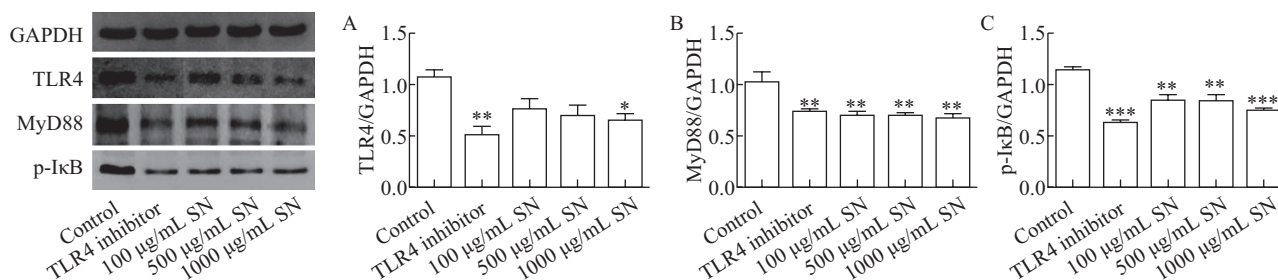 GAPDH
TLR4
MyD88
p-IκB
Control
TLR4 inhibitor
100 μg/mL SN
500 μg/mL SN
1000 μg/mL SN
A
TLR4/GAPDH
1.5
1.0
0.5
0.0
**
*
Control
TLR4 inhibitor
100 μg/mL SN
500 μg/mL SN
1000 μg/mL SN
B
MyD88/GAPDH
1.5
1.0
0.5
0.0
** ** ** **
Control
TLR4 inhibitor
100 μg/mL SN
500 μg/mL SN
1000 μg/mL SN
C
p-IκB/GAPDH
1.5
1.0
0.5
0.0
*** ** ** ***
Control
TLR4 inhibitor
100 μg/mL SN
500 μg/mL SN
1000 μg/mL SN